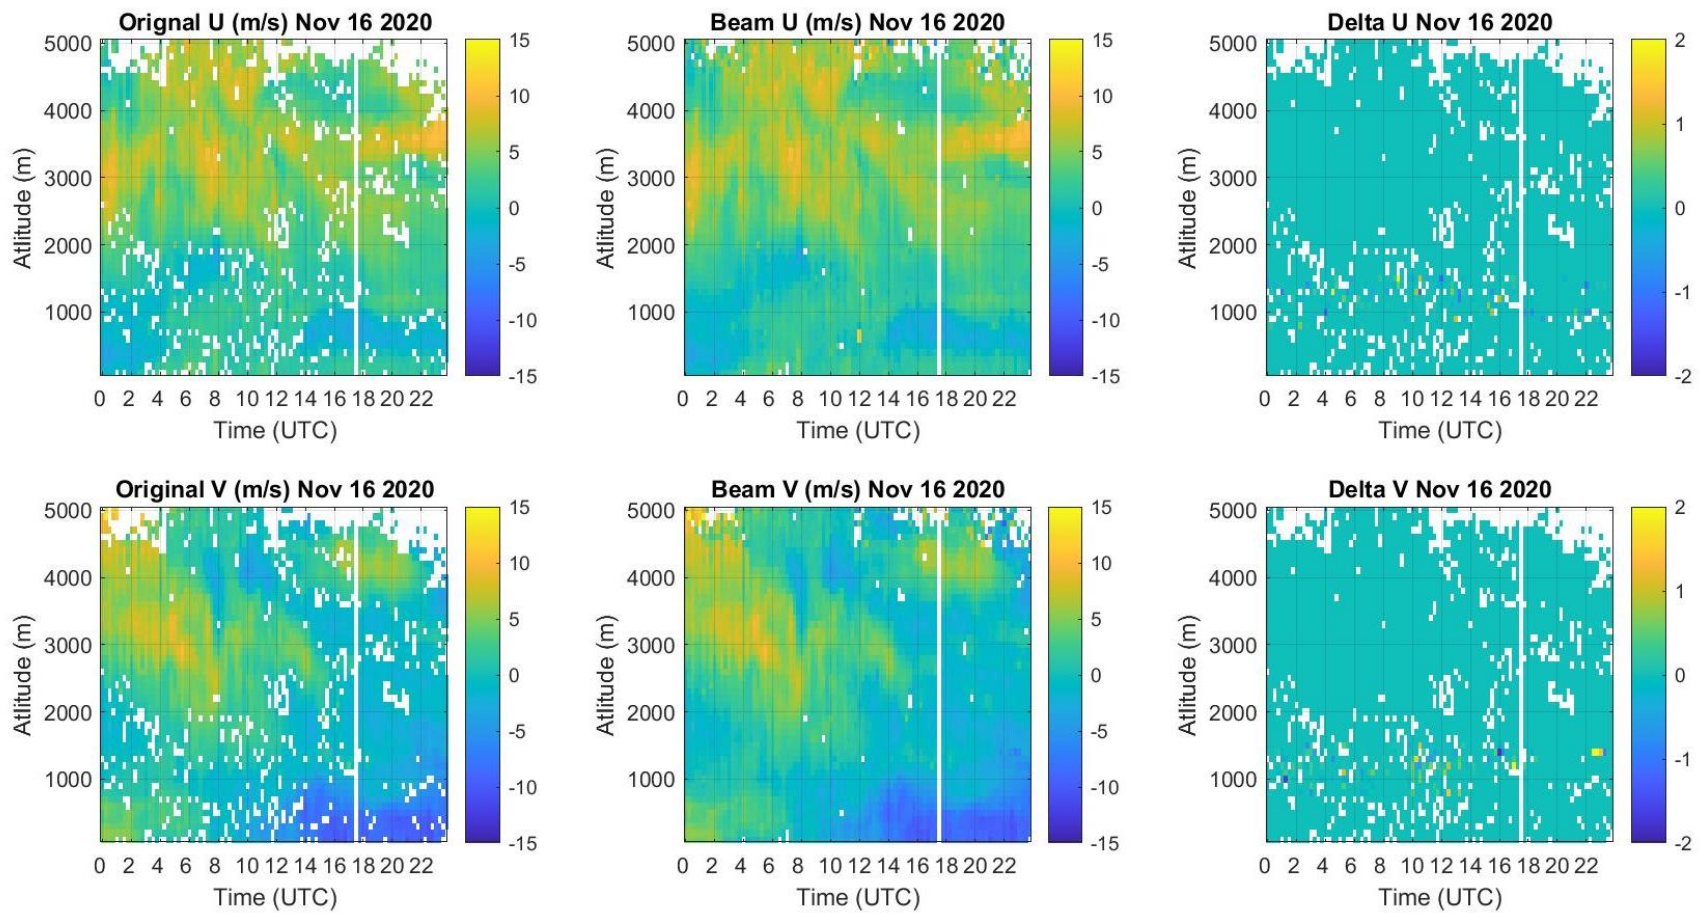 Orignal U (m/s) Nov 16 2020
Atlitude (m)
5000
4000
3000
2000
1000
0 2 4 6 8 10 12 14 16 18 20 22
Time (UTC)
15
10
5
0
-5
-10
-15
Beam U (m/s) Nov 16 2020
Atlitude (m)
5000
4000
3000
2000
1000
0 2 4 6 8 10 12 14 16 18 20 22
Time (UTC)
15
10
5
0
-5
-10
-15
Delta U Nov 16 2020
Atlitude (m)
5000
4000
3000
2000
1000
0 2 4 6 8 10 12 14 16 18 20 22
Time (UTC)
2
1
0
-1
-2
Original V (m/s) Nov 16 2020
Atlitude (m)
5000
4000
3000
2000
1000
0 2 4 6 8 10 12 14 16 18 20 22
Time (UTC)
15
10
5
0
-5
-10
-15
Beam V (m/s) Nov 16 2020
Atlitude (m)
5000
4000
3000
2000
1000
0 2 4 6 8 10 12 14 16 18 20 22
Time (UTC)
15
10
5
0
-5
-10
-15
Delta V Nov 16 2020
Atlitude (m)
5000
4000
3000
2000
1000
0 2 4 6 8 10 12 14 16 18 20 22
Time (UTC)
2
1
0
-1
-2